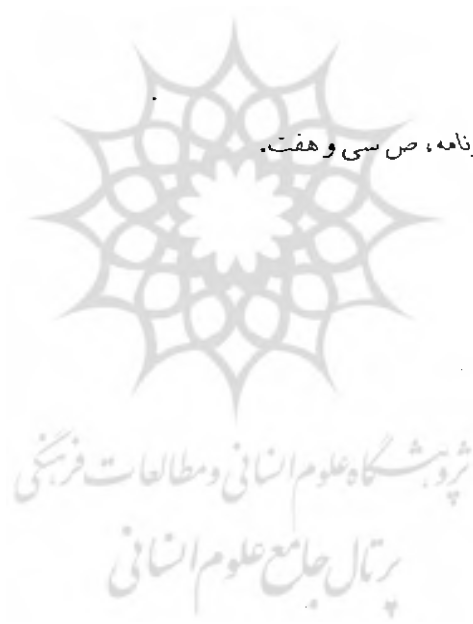 نامه، ص سی و هفت.
پژوهشگاه علوم انسانی و مطالعات فرهنگی
پرتال جامع علوم انسانی